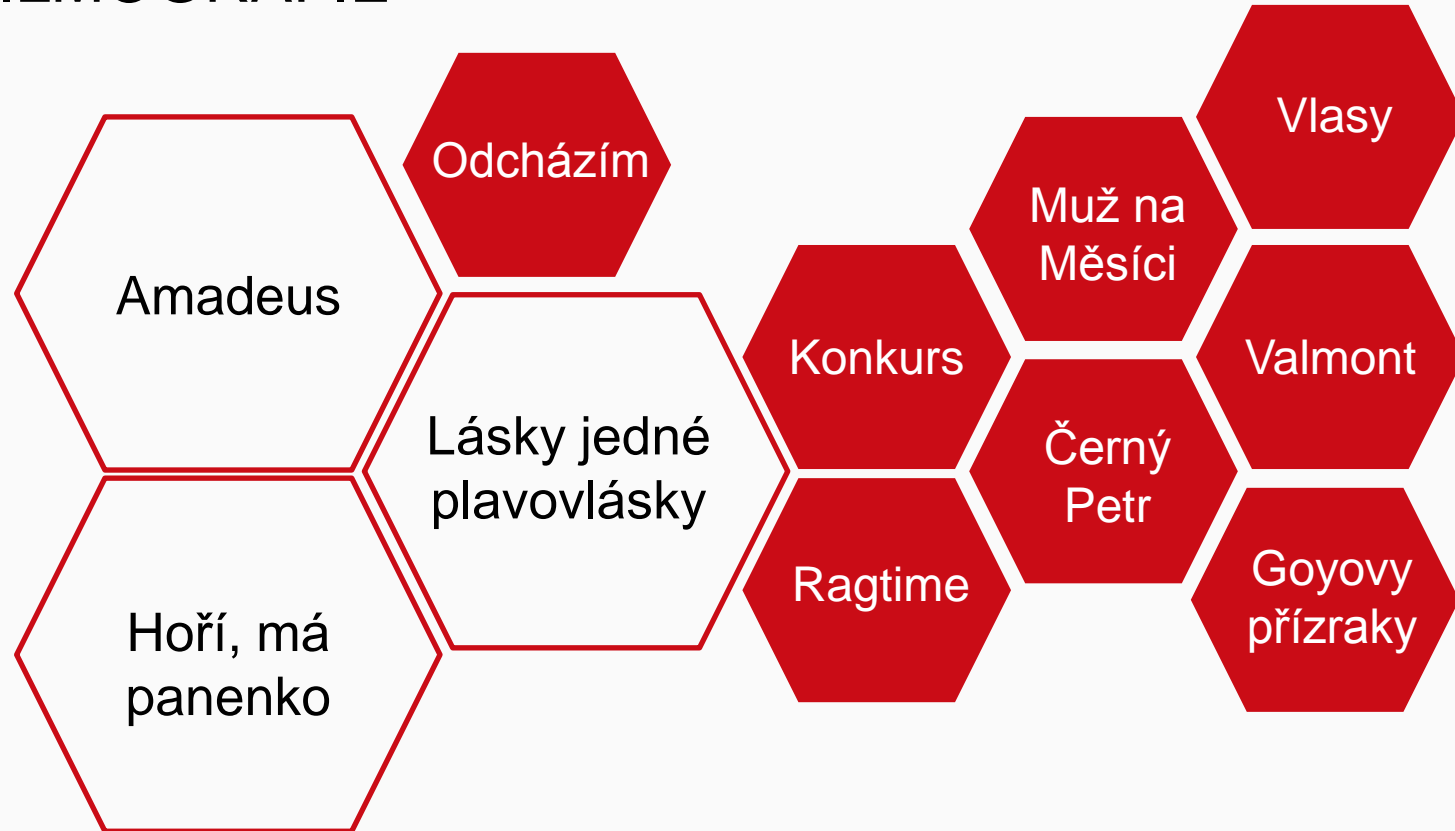 Amadeus
Odcházím
Lásky jedné
plavovlásky
Hoří, má
panenko
Konkurs
Ragtime
Muž na
Měsíci
Černý
Petr
Vlasy
Valmont
Goyovy
přízraky